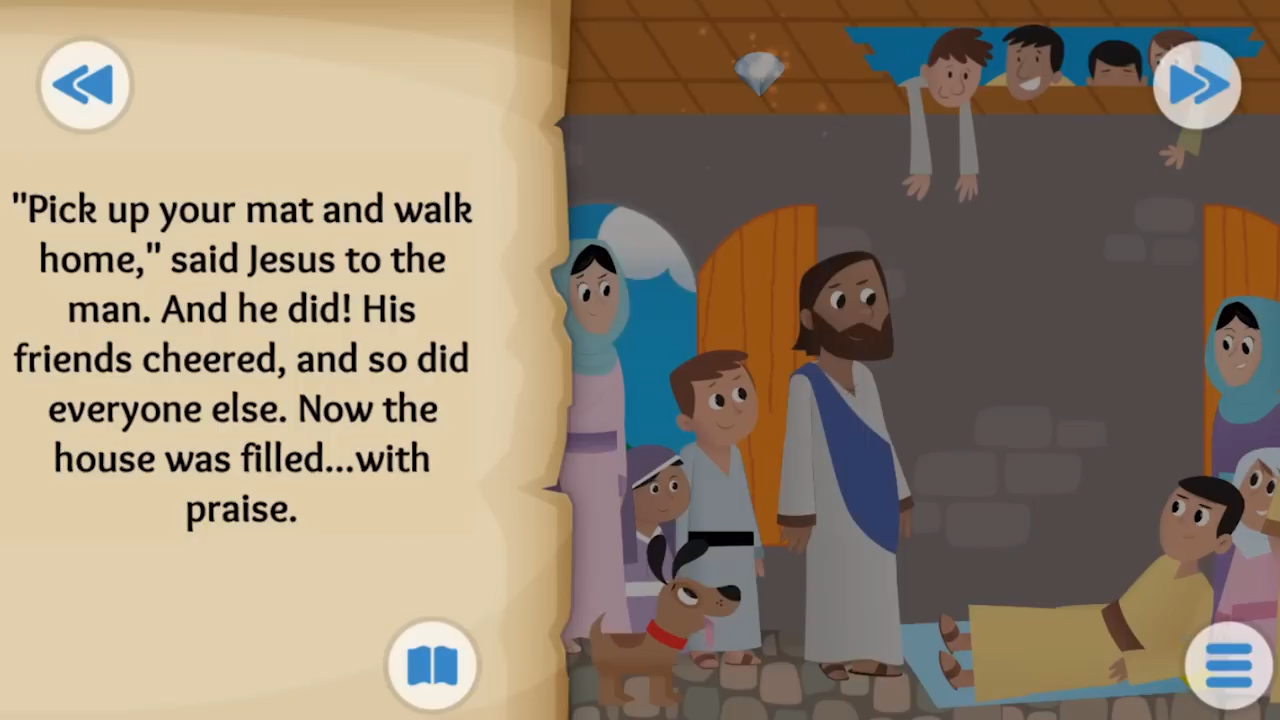 "Pick up your mat and walk
home," said Jesus to the
man. And he did! His
friends cheered, and so did
everyone else. Now the
house was filled...with
praise.